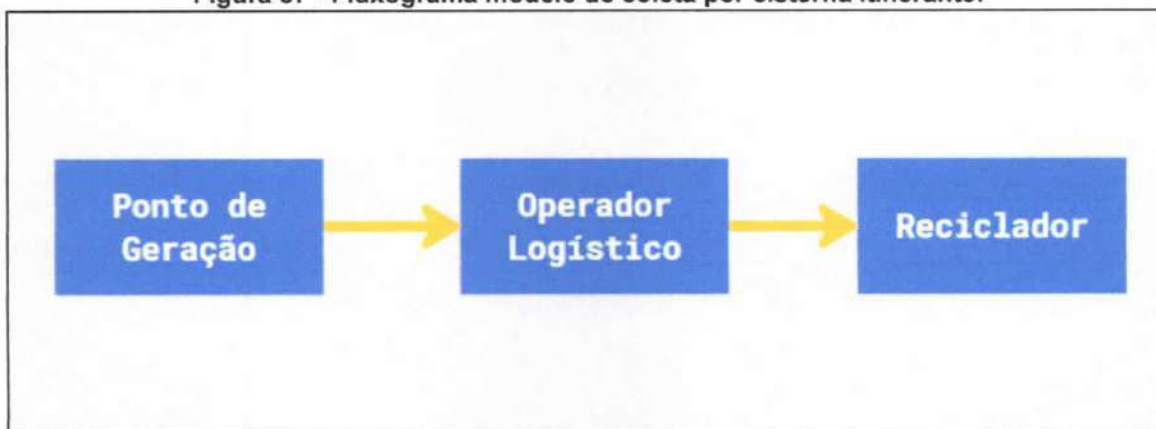 Ponto de
Geração
Operador
Logístico
Reciclador